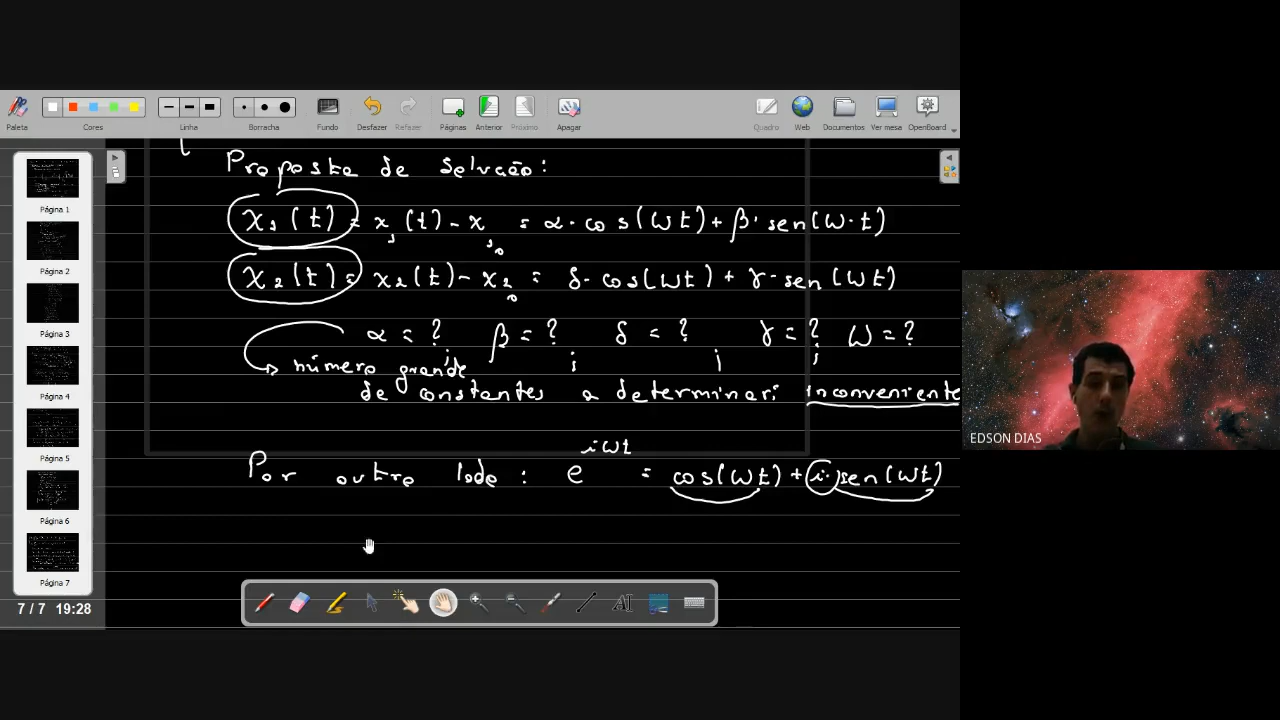 Paleta Cores Linha Borracha Fundo Desfazer Refazer Páginas Anterior Próximo Apagar Quadro Web Documentos Ver mesa OpenBoard
Página 1
Página 2
Página 3
Página 4
Página 5
Página 6
Página 7
7 / 7 19:28
Proposta de solução:
χ₁(t) = x₁(t) - x₁₀ = α·cos(ωt) + β·sen(ω·t)
χ₂(t) = x₂(t) - x₂₀ = δ·cos(ωt) + γ·sen(ωt)
α = ? ; β = ? ; δ = ? ; γ = ? ; ω = ?
→ número grande
de constantes a determinar: inconveniente
Por outro lado: e^{iωt} = cos(ωt) + i·sen(ωt)
EDSON DIAS